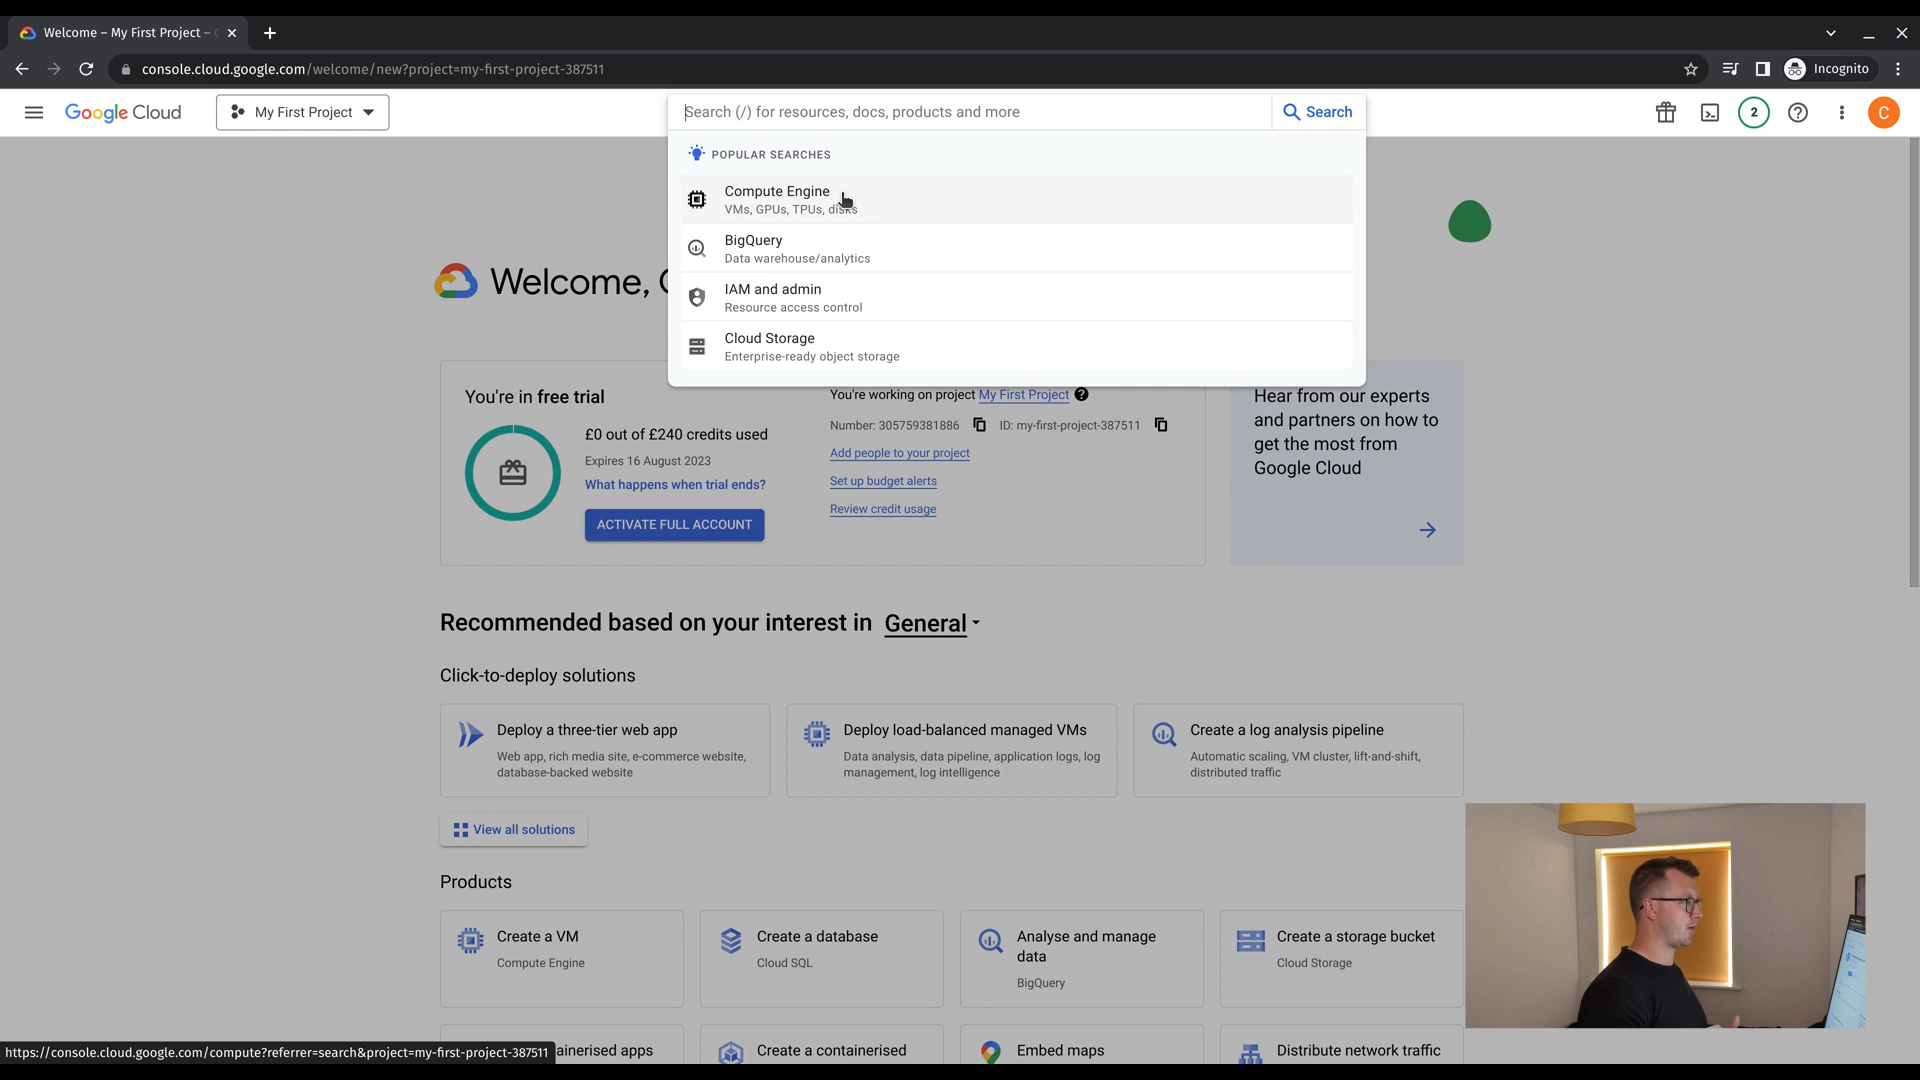 Welcome – My First Project –
console.cloud.google.com/welcome/new?project=my-first-project-387511
Incognito
Google Cloud
My First Project
Search (/) for resources, docs, products and more
Search
2
C
POPULAR SEARCHES
Compute Engine
VMs, GPUs, TPUs, disks
BigQuery
Data warehouse/analytics
IAM and admin
Resource access control
Cloud Storage
Enterprise-ready object storage
Welcome,
You're in free trial
£0 out of £240 credits used
Expires 16 August 2023
What happens when trial ends?
ACTIVATE FULL ACCOUNT
You're working on project My First Project
Number: 305759381886 ID: my-first-project-387511
Add people to your project
Set up budget alerts
Review credit usage
Hear from our experts
and partners on how to
get the most from
Google Cloud
Recommended based on your interest in General
Click-to-deploy solutions
Deploy a three-tier web app
Web app, rich media site, e-commerce website,
database-backed website
Deploy load-balanced managed VMs
Data analysis, data pipeline, application logs, log
management, log intelligence
Create a log analysis pipeline
Automatic scaling, VM cluster, lift-and-shift,
distributed traffic
View all solutions
Products
Create a VM
Compute Engine
Create a database
Cloud SQL
Analyse and manage
data
BigQuery
Create a storage bucket
Cloud Storage
ainerised apps
Create a containerised
Embed maps
Distribute network traffic
https://console.cloud.google.com/compute?referrer=search&project=my-first-project-387511